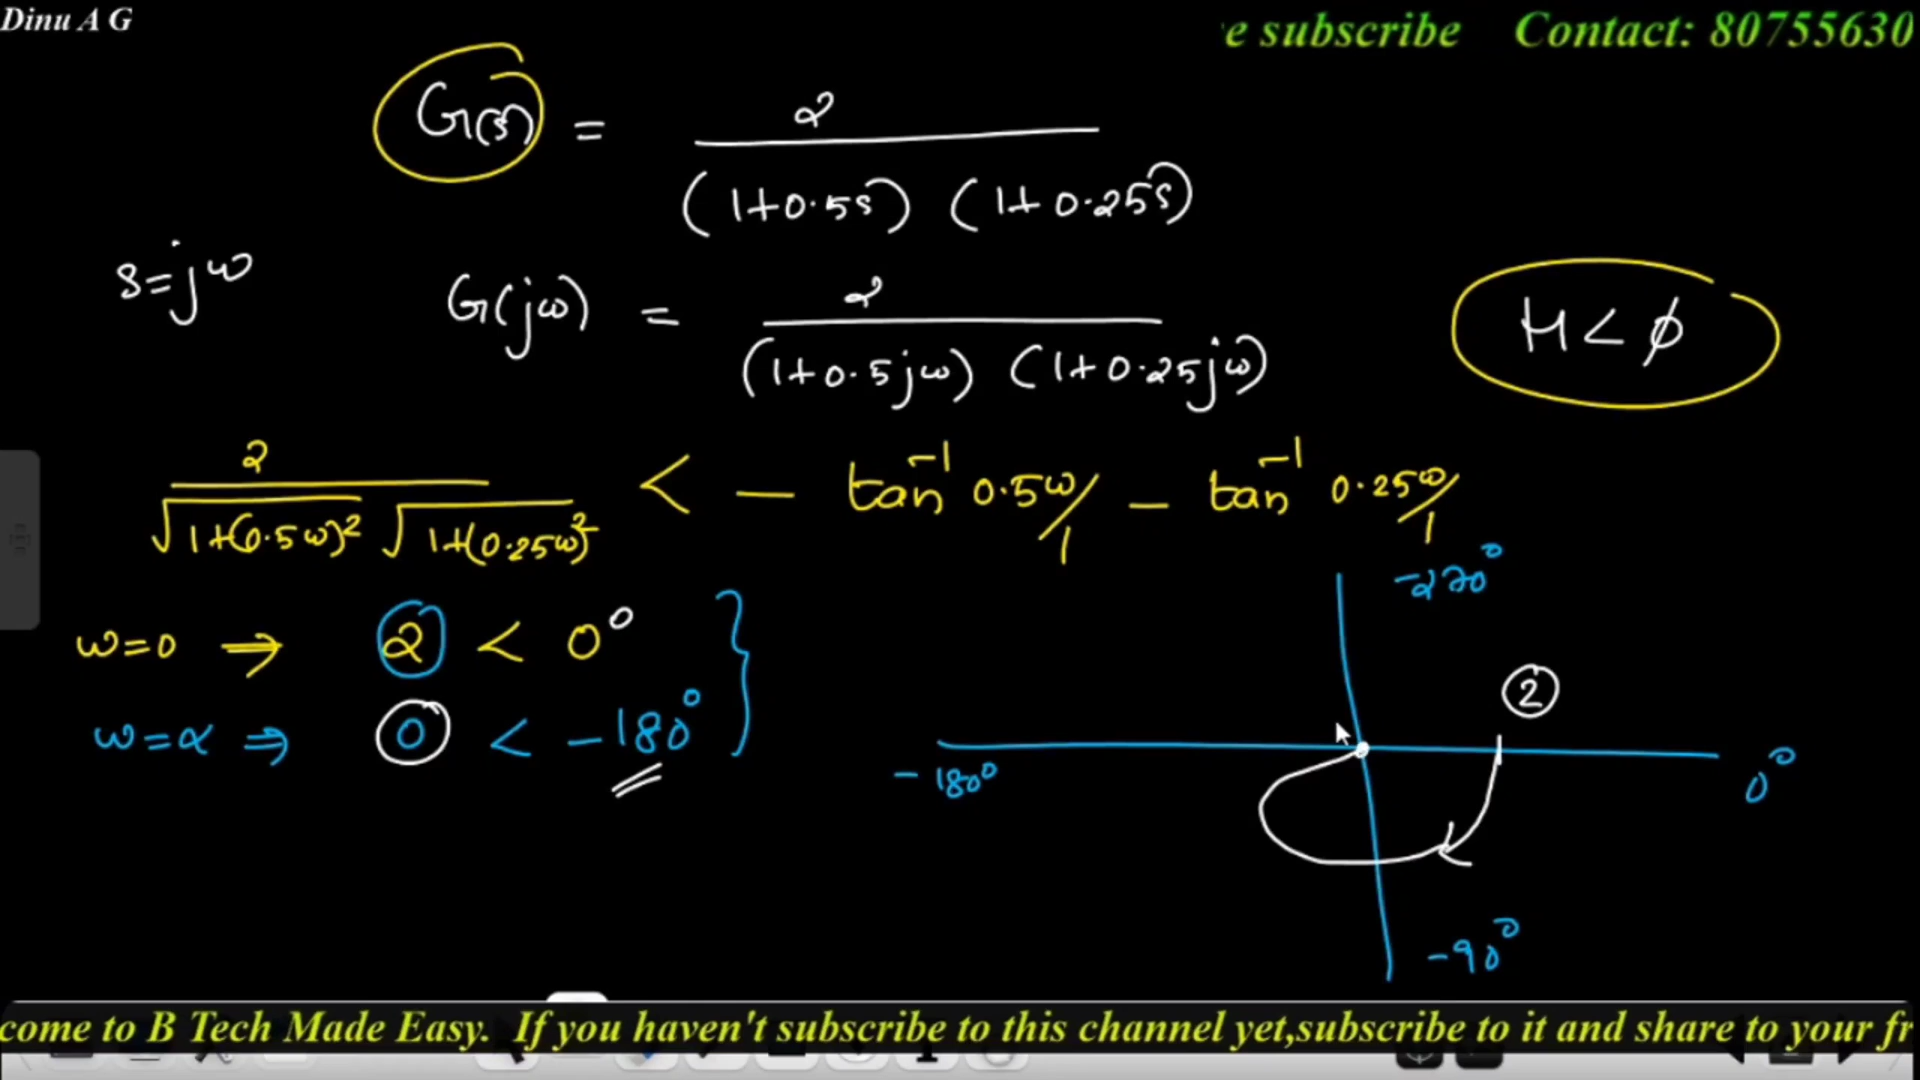 Dinu A G
e subscribe Contact: 80755630
G(s) = 2 / (1+0.5s) (1+0.25s)
s=jω
G(jω) = 2 / (1+0.5jω) (1+0.25jω)
M < ϕ
2 / √1+(0.5ω)² √1+(0.25ω)² < - tan⁻¹ 0.5ω/1 - tan⁻¹ 0.25ω/1
ω=0 ⇒ 2 < 0°
ω=α ⇒ 0 < -180°
-270°
2
-180°
0°
-90°
come to B Tech Made Easy. If you haven't subscribe to this channel yet,subscribe to it and share to your fr